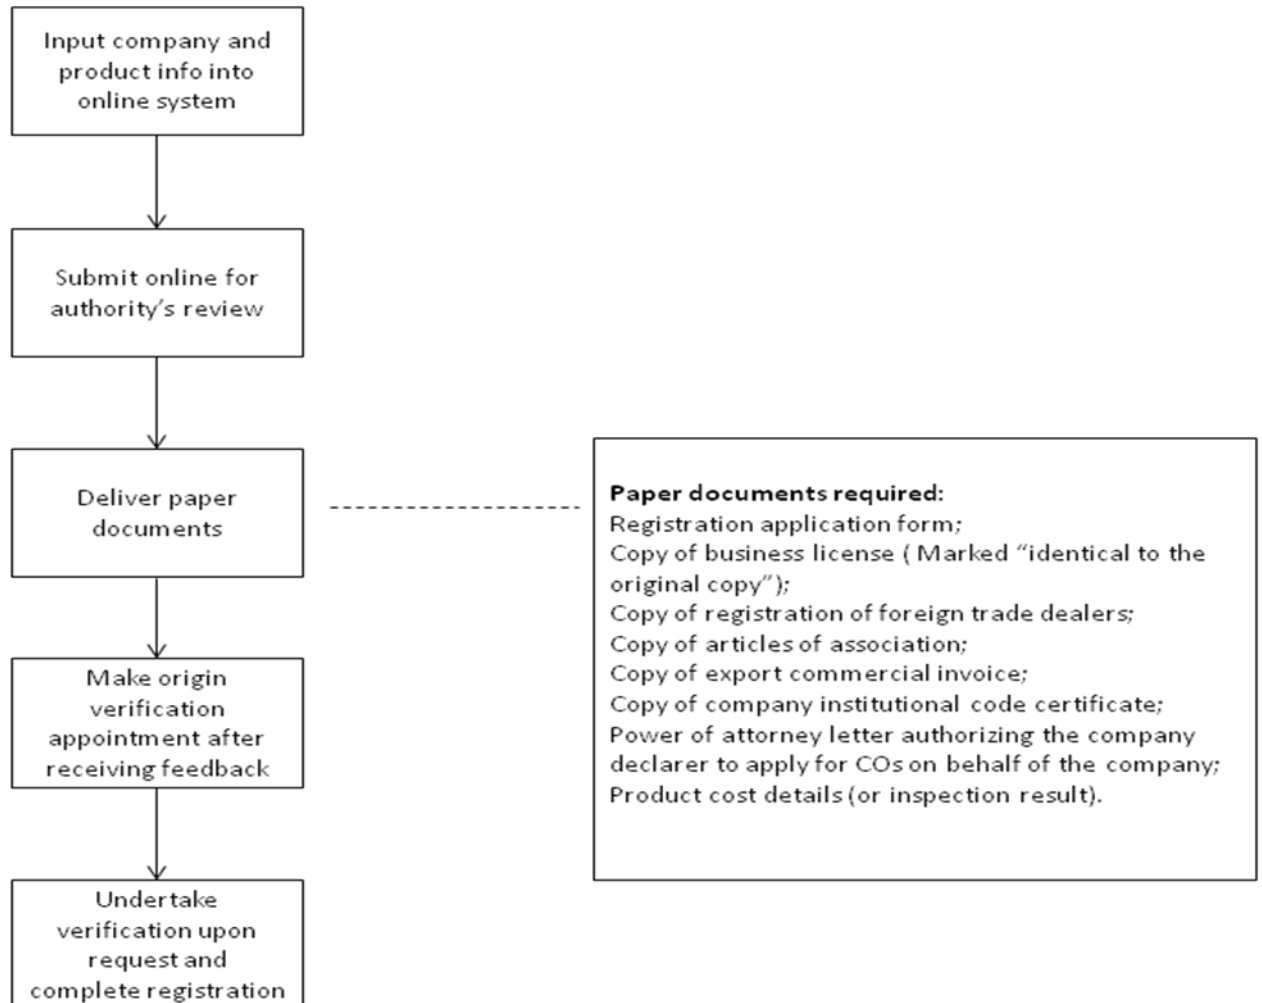 Input company and
product info into
online system
Submit online for
authority’s review
Deliver paper
documents
Paper documents required:
Registration application form;
Copy of business license ( Marked “identical to the
original copy”);
Copy of registration of foreign trade dealers;
Copy of articles of association;
Copy of export commercial invoice;
Copy of company institutional code certificate;
Power of attorney letter authorizing the company
declarer to apply for COs on behalf of the company;
Product cost details (or inspection result).
Make origin
verification
appointment after
receiving feedback
Undertake
verification upon
request and
complete registration